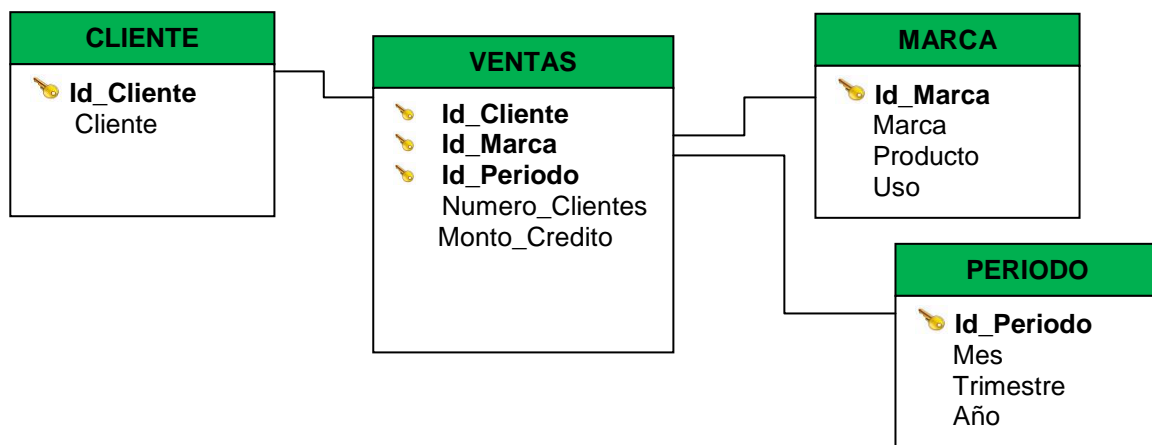 CLIENTE
Id_Cliente
Cliente
VENTAS
Id_Cliente
Id_Marca
Id_Periodo
Numero_Clientes
Monto_Credito
MARCA
Id_Marca
Marca
Producto
Uso
PERIODO
Id_Periodo
Mes
Trimestre
Año